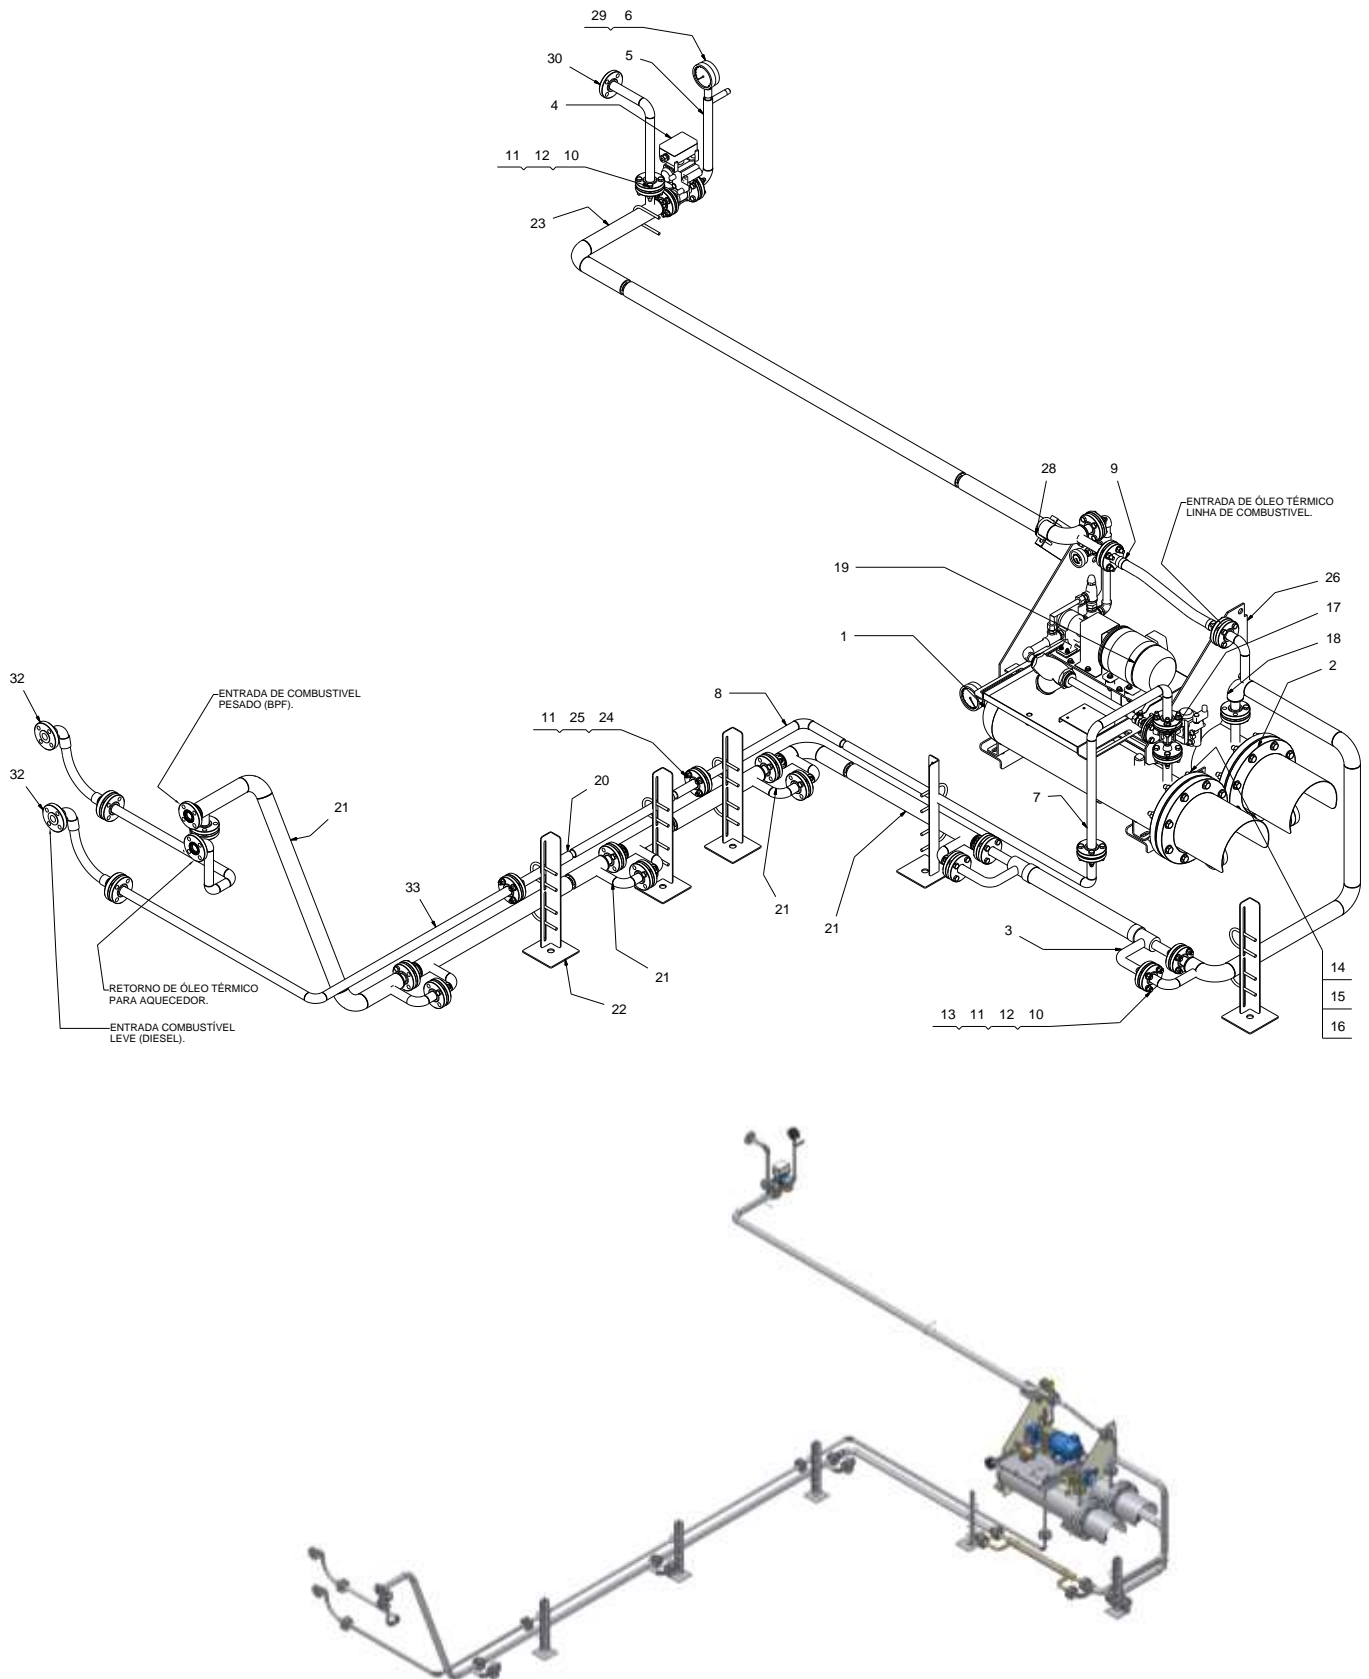 29 6
30
5
4
11 12 10
23
28
9
ENTRADA DE ÓLEO TÉRMICO
LINHA DE COMBUSTIVEL.
19
26
17
1
18
2
32
ENTRADA DE COMBUSTIVEL
PESADO (BPF).
8
11 25 24
32
20
21
7
33
21
21
3
21
14
RETORNO DE ÓLEO TÉRMICO
PARA AQUECEDOR.
15
22
13 11 12 10
16
ENTRADA COMBUSTÍVEL
LEVE (DIESEL).